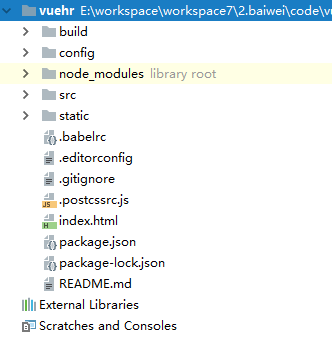 vuehr E:\workspace\workspace7\2.baiwei\code\vu
build
config
node_modules library root
src
static
.babelrc
.editorconfig
.gitignore
.postcssrc.js
index.html
package.json
package-lock.json
README.md
External Libraries
Scratches and Consoles